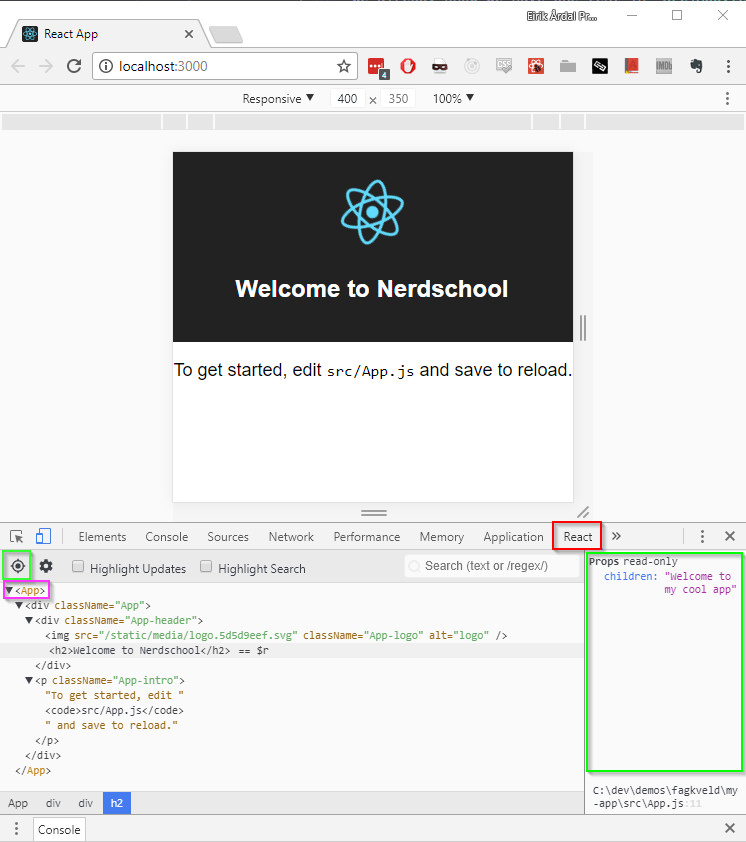 Eirik Årdal Pr...
React App
localhost:3000
4
CSS
IMDb
Responsive ▼ 400 × 350 100% ▼
Welcome to Nerdschool
To get started, edit src/App.js and save to reload.
Elements Console Sources Network Performance Memory Application React »
Highlight Updates Highlight Search Search (text or /regex/)
Props read-only
children: "Welcome to
my cool app"
▼<App>
▼<div className="App">
▼<div className="App-header">
<img src="/static/media/logo.5d5d9eef.svg" className="App-logo" alt="logo" />
<h2>Welcome to Nerdschool</h2> == $r
</div>
▼<p className="App-intro">
"To get started, edit "
<code>src/App.js</code>
" and save to reload."
</p>
</div>
</App>
C:\dev\demos\fagkveld\my
-app\src\App.js:11
App div div h2
Console